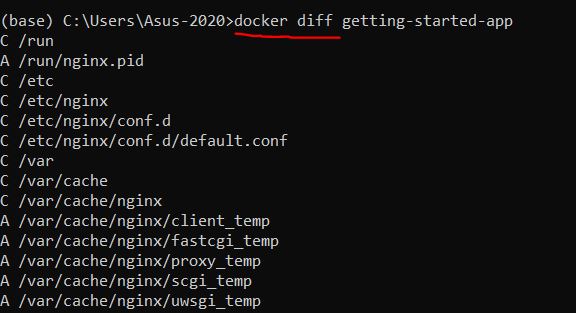 (base) C:\Users\Asus-2020>docker diff getting-started-app
C /run
A /run/nginx.pid
C /etc
C /etc/nginx
C /etc/nginx/conf.d
C /etc/nginx/conf.d/default.conf
C /var
C /var/cache
C /var/cache/nginx
A /var/cache/nginx/client_temp
A /var/cache/nginx/fastcgi_temp
A /var/cache/nginx/proxy_temp
A /var/cache/nginx/scgi_temp
A /var/cache/nginx/uwsgi_temp